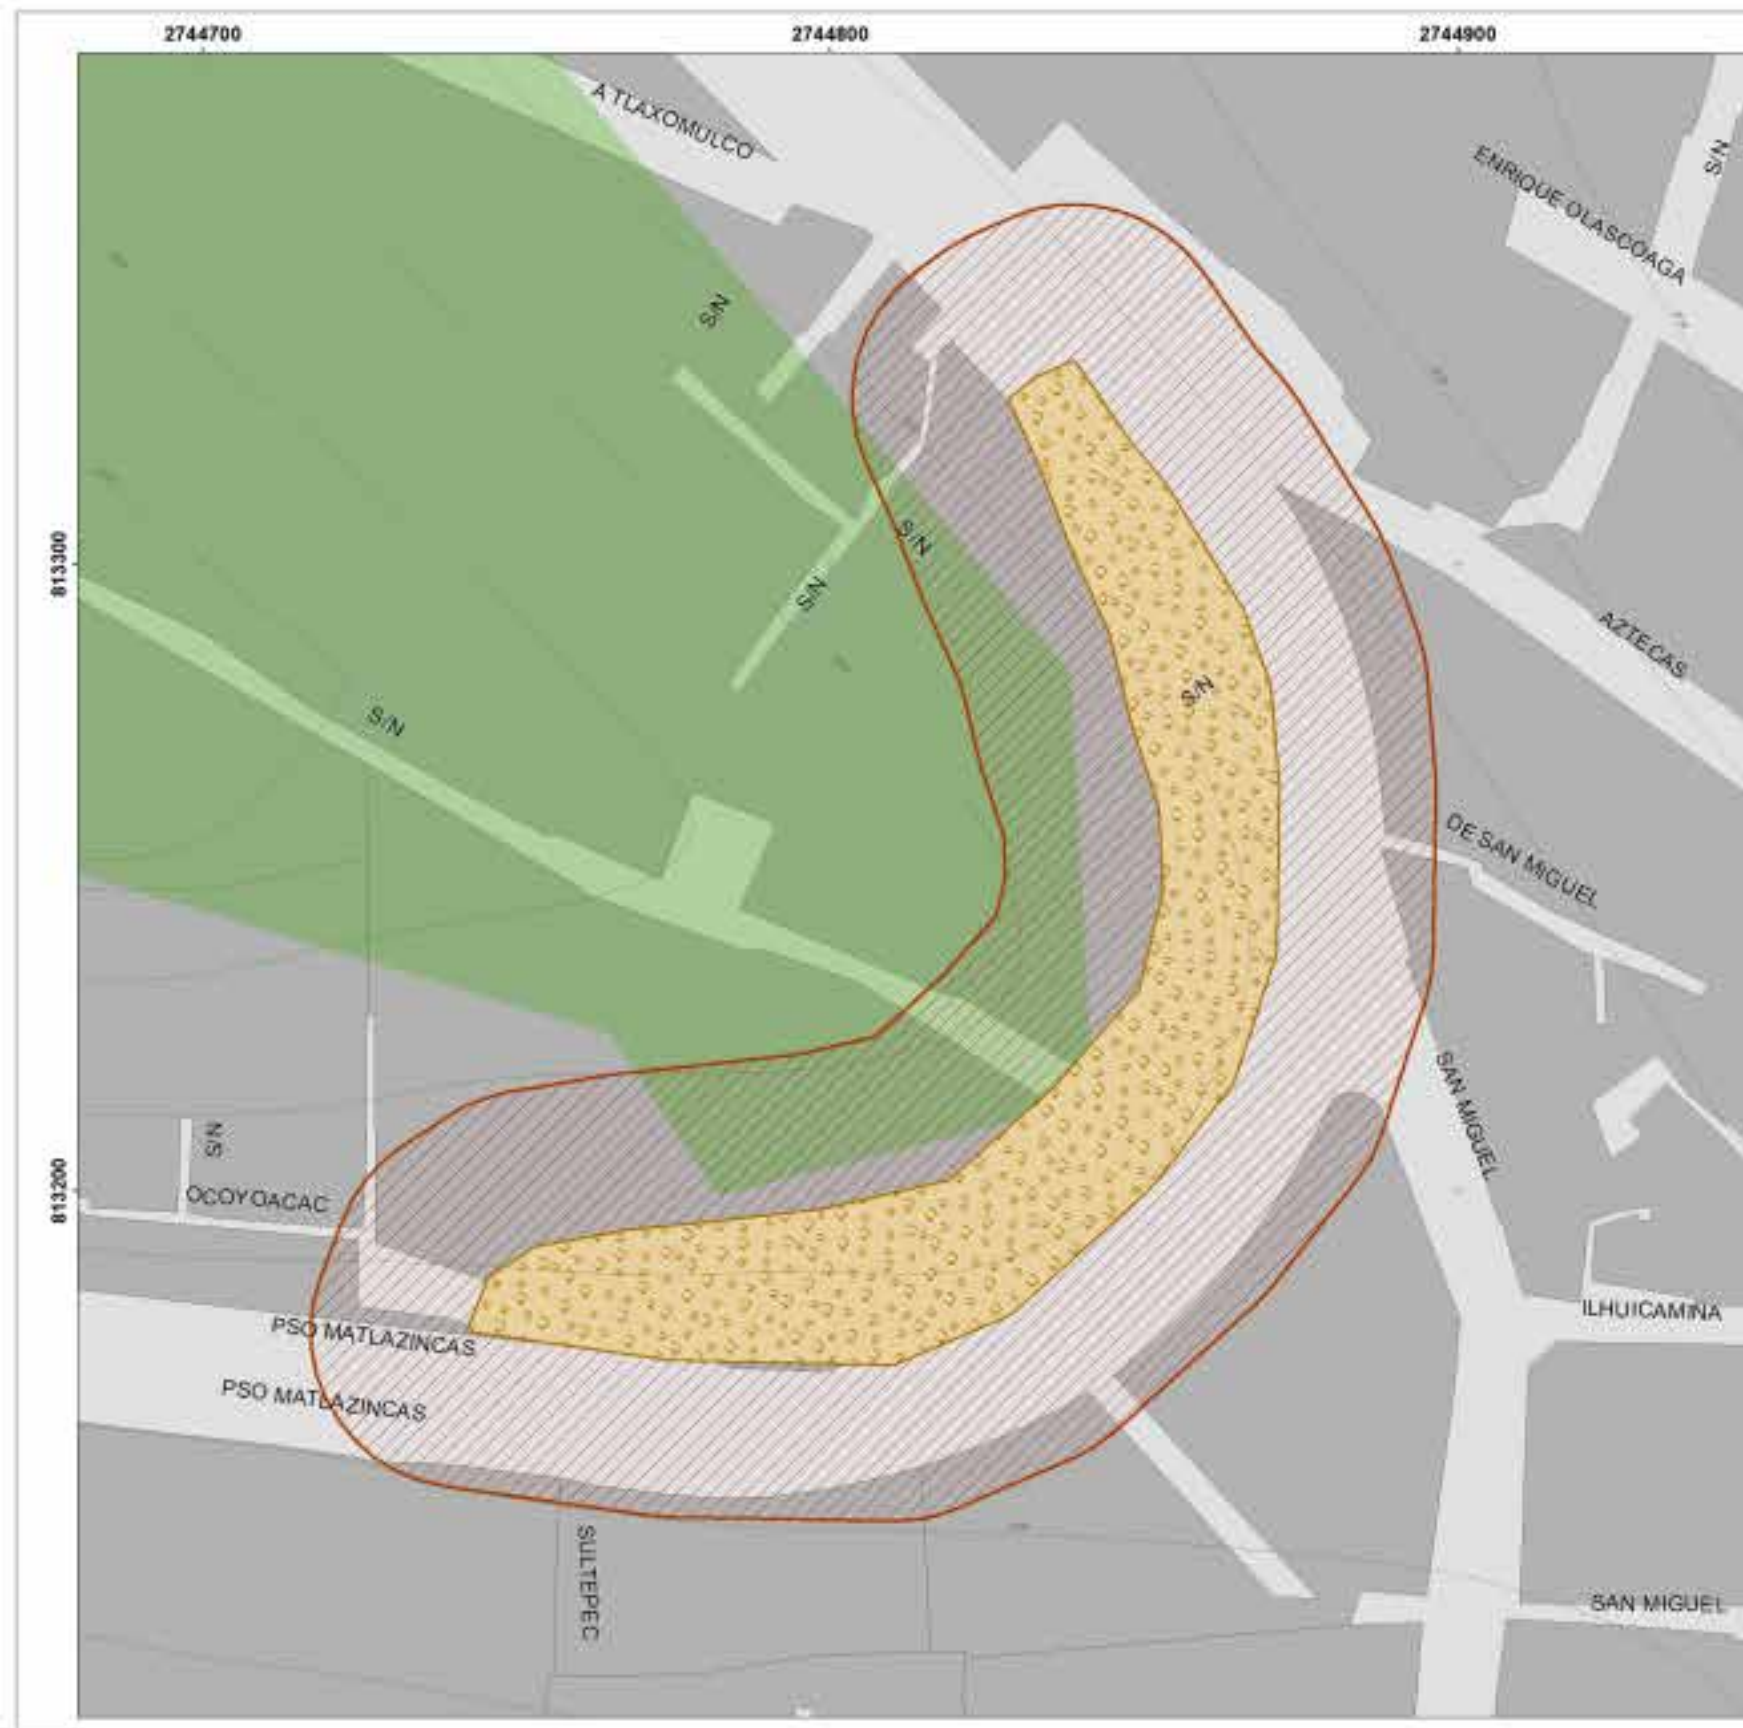 2744700 2744800 2744900
A TLAXOMULCO
ENRIQUE OLASCOAGA
S/N
S/N
813300
S/N
S/N
AZTECAS
S/N
S/N
DE SAN MIGUEL
SAN MIGUEL
813200
S/N
OCOYOACAC
ILHUICAMINA
PSO MATLAZINCAS
PSO MATLAZINCAS
SULTEPEC
SAN MIGUEL